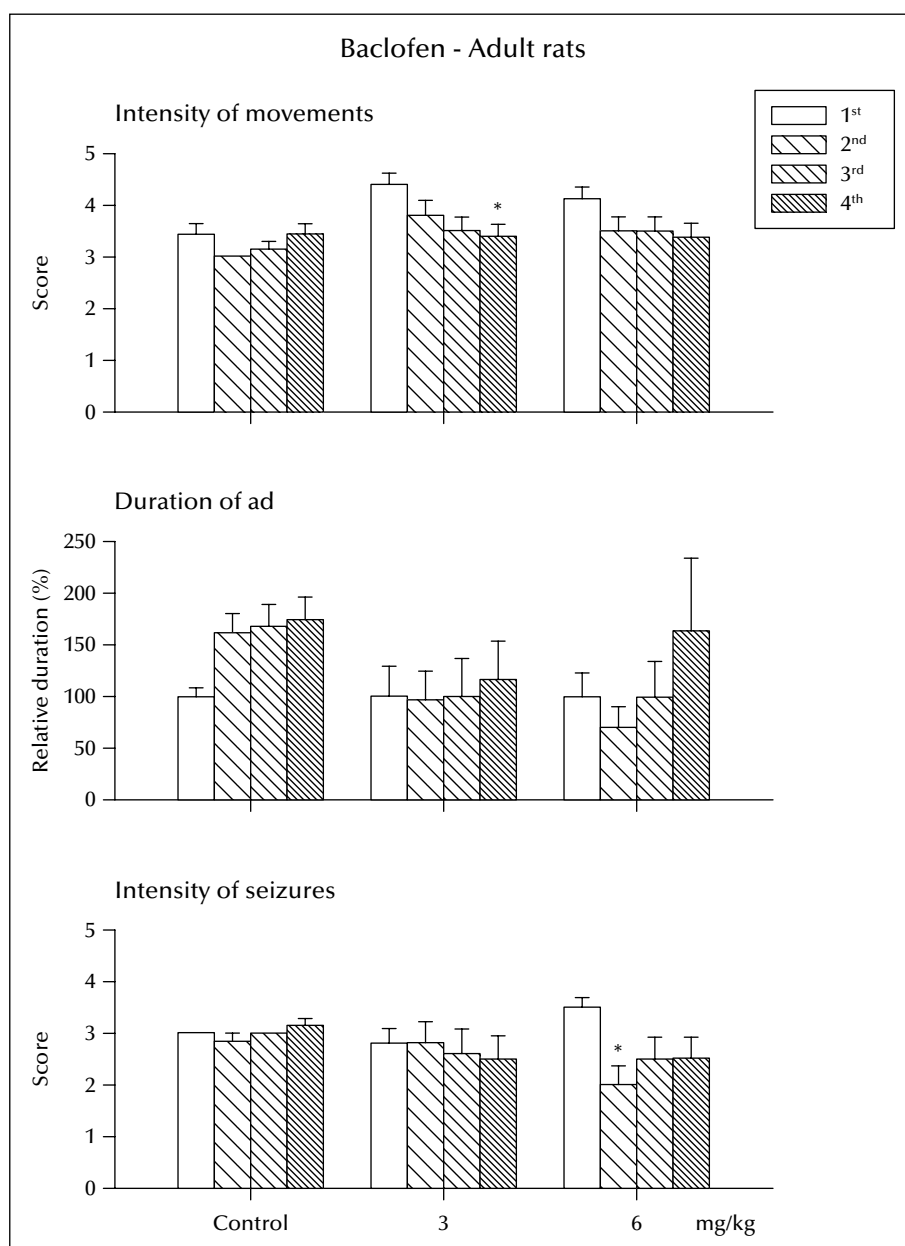 Baclofen - Adult rats
1st
2nd
3rd
4th
Intensity of movements
Score
5
4
3
2
1
0
*
Duration of ad
Relative duration (%)
250
200
150
100
50
0
Intensity of seizures
Score
5
4
3
2
1
0
*
Control 3 6 mg/kg